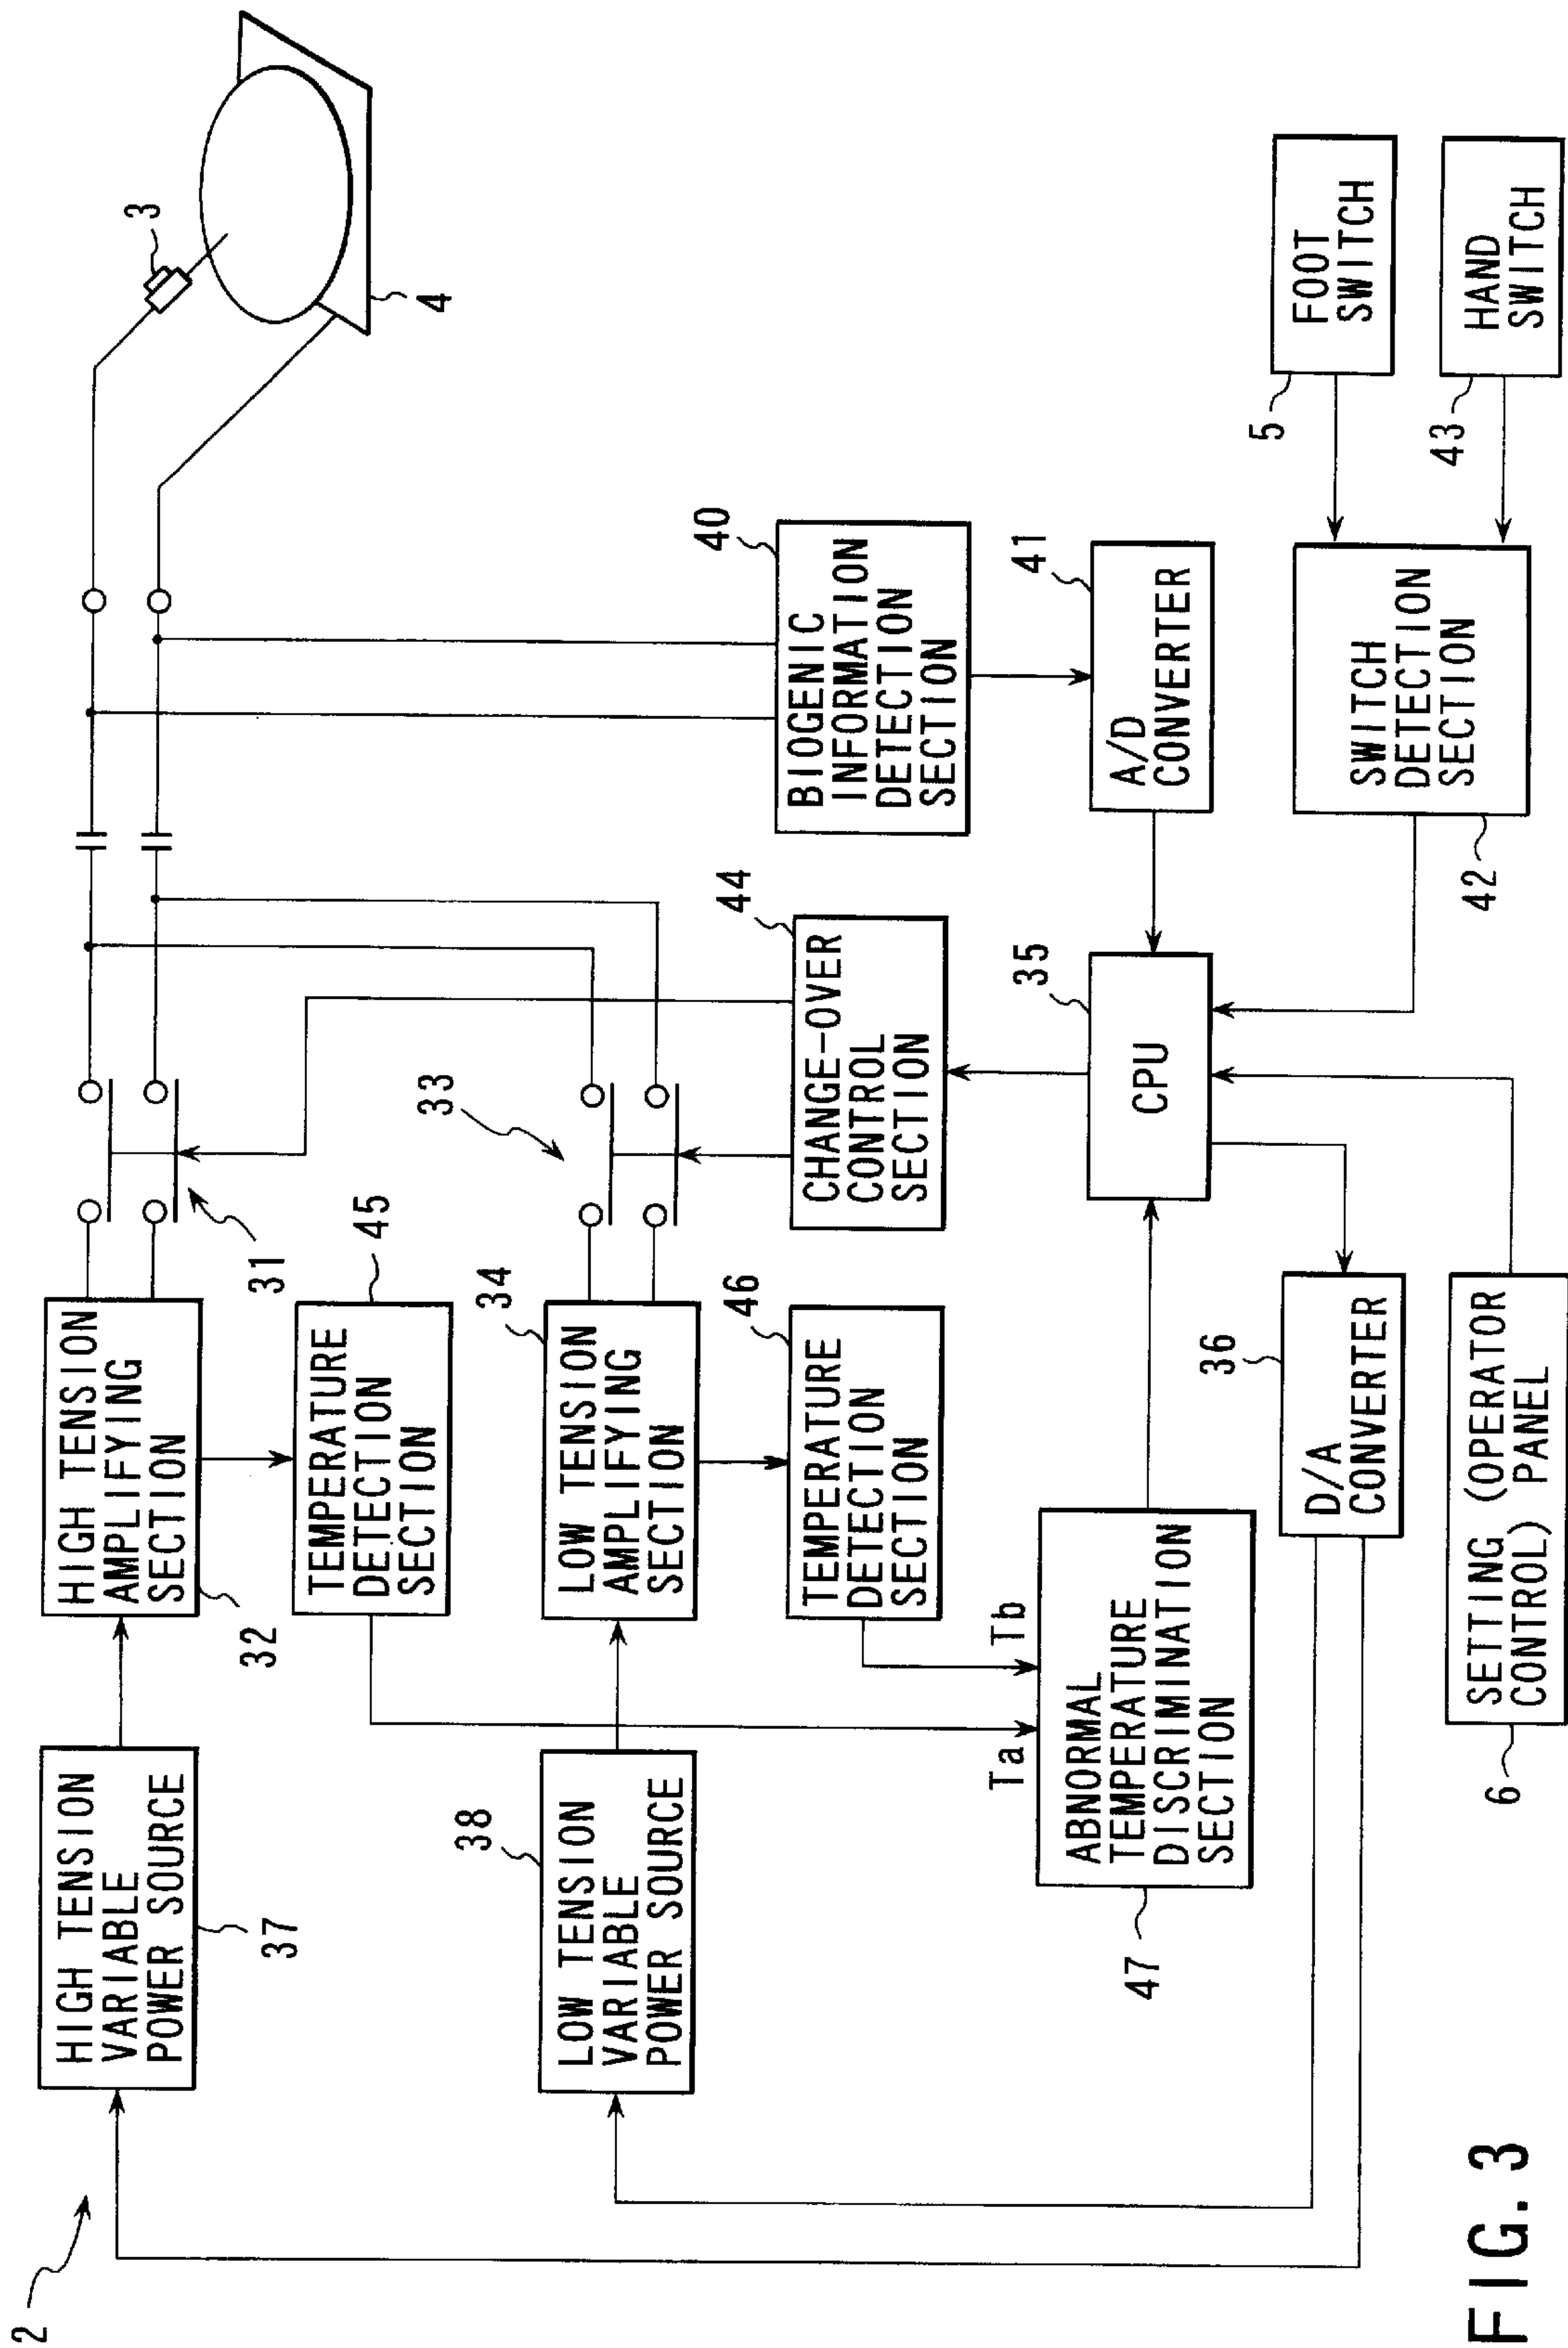 2
HIGH TENSION
VARIABLE
POWER SOURCE
37
HIGH TENSION
AMPLIFYING
SECTION
32
31
3
4
TEMPERATURE
DETECTION
SECTION
45
LOW TENSION
VARIABLE
POWER SOURCE
38
LOW TENSION
AMPLIFYING
SECTION
34
33
TEMPERATURE
DETECTION
SECTION
46
CHANGE-OVER
CONTROL
SECTION
44
BIOGENIC
INFORMATION
DETECTION
SECTION
40
Ta
Tb
ABNORMAL
TEMPERATURE
DISCRIMINATION
SECTION
47
CPU
35
A/D
CONVERTER
41
D/A
CONVERTER
36
SWITCH
DETECTION
SECTION
42
FOOT
SWITCH
5
HAND
SWITCH
43
SETTING (OPERATOR
CONTROL) PANEL
6
FIG. 3